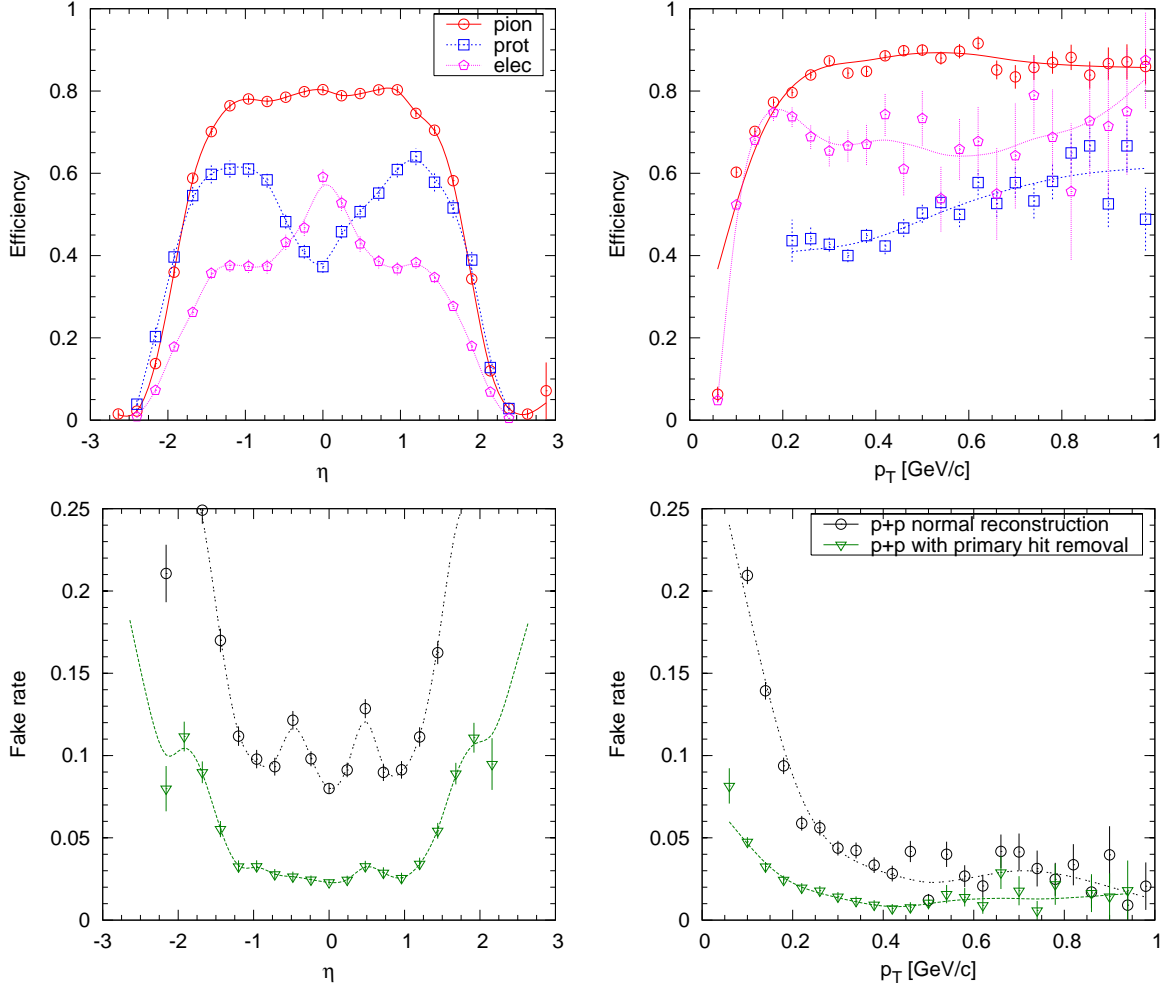 1
0.8
0.6
0.4
0.2
0
Efficiency
pion
prot
elec
-3 -2 -1 0 1 2 3
η
1
0.8
0.6
0.4
0.2
0
Efficiency
0 0.2 0.4 0.6 0.8 1
p_T [GeV/c]
0.25
0.2
0.15
0.1
0.05
0
Fake rate
-3 -2 -1 0 1 2 3
η
0.25
0.2
0.15
0.1
0.05
0
Fake rate
p+p normal reconstruction
p+p with primary hit removal
0 0.2 0.4 0.6 0.8 1
p_T [GeV/c]